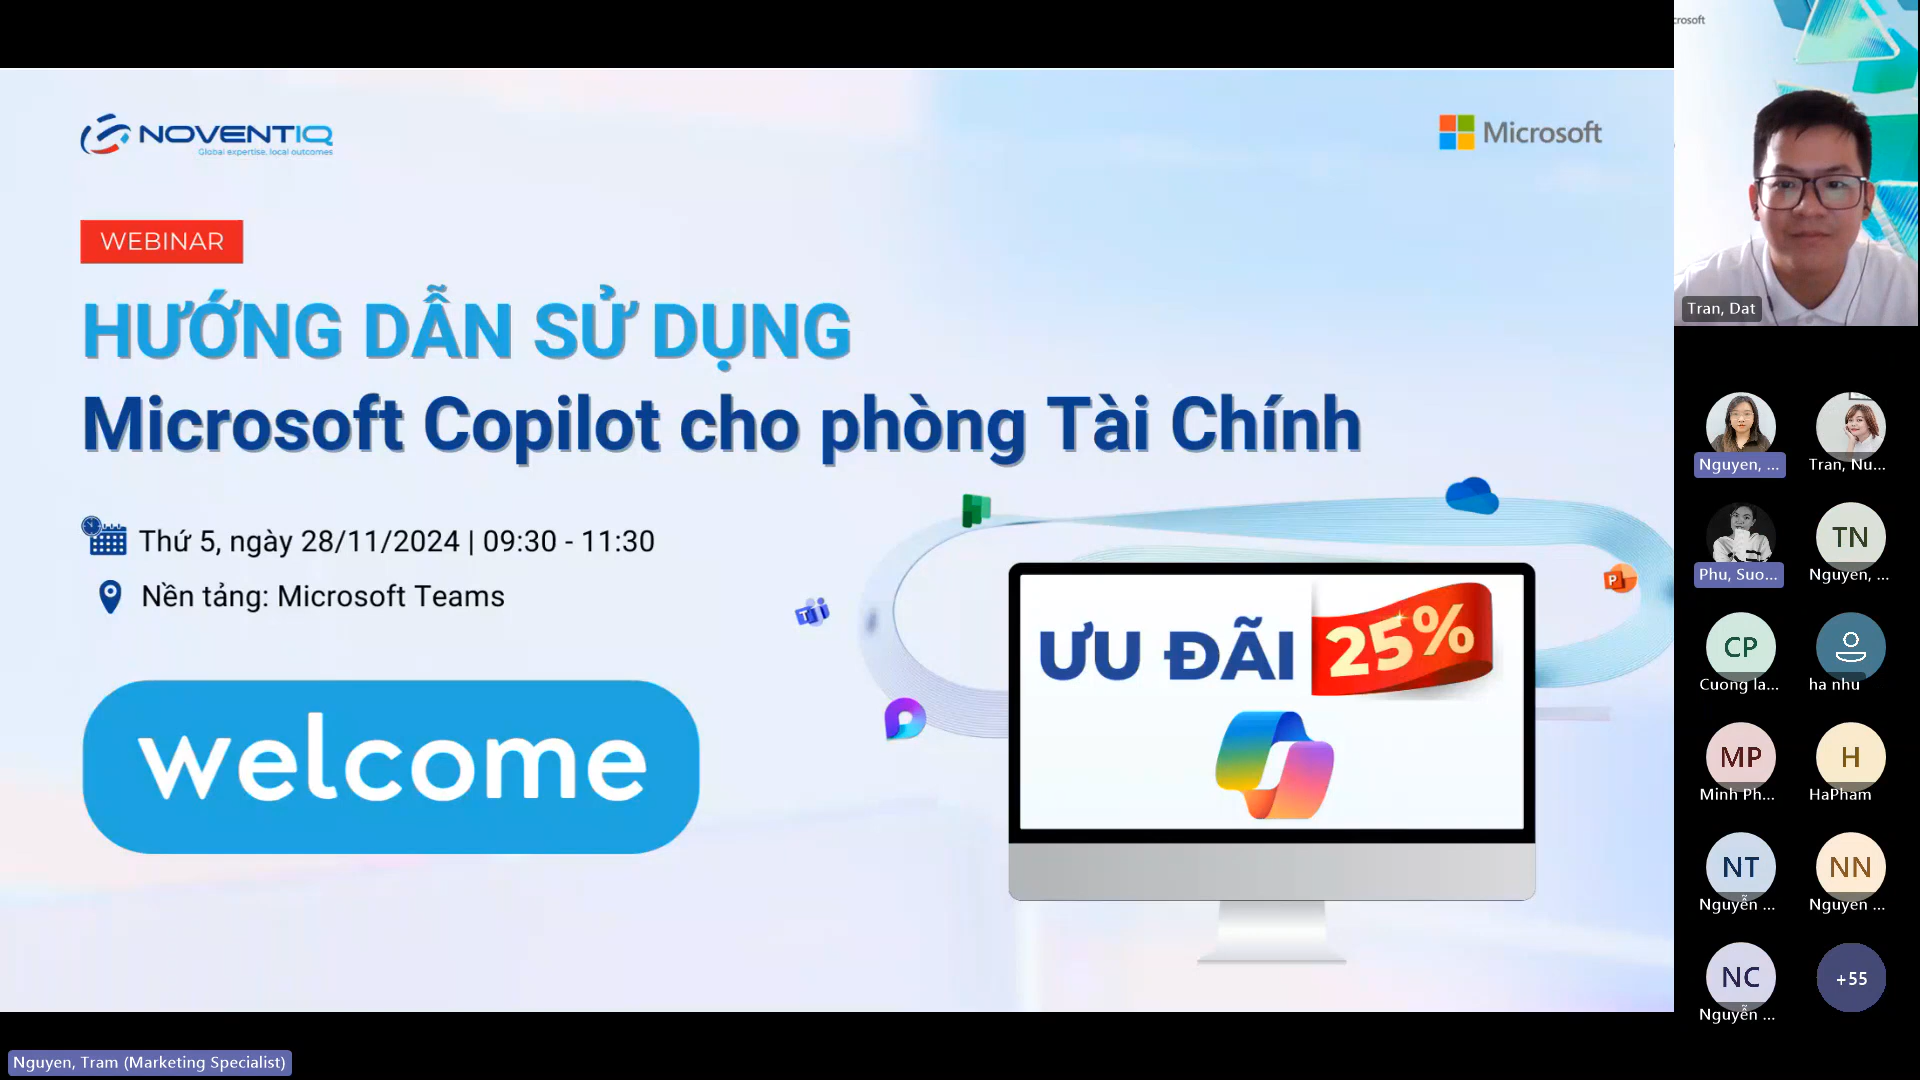 NOVENTIQ
Global expertise, local outcomes
Microsoft
WEBINAR
HƯỚNG DẪN SỬ DỤNG
Microsoft Copilot cho phòng Tài Chính
Thứ 5, ngày 28/11/2024 | 09:30 - 11:30
Nền tảng: Microsoft Teams
welcome
ƯU ĐÃI 25%
crosoft
Tran, Dat
Nguyen, ...
Tran, Nu...
Phu, Suo...
TN
Nguyen, ...
CP
Cuong la...
ha nhu
MP
Minh Ph...
H
HaPham
NT
Nguyễn ...
NN
Nguyen ...
NC
Nguyễn ...
+55
Nguyen, Tram (Marketing Specialist)